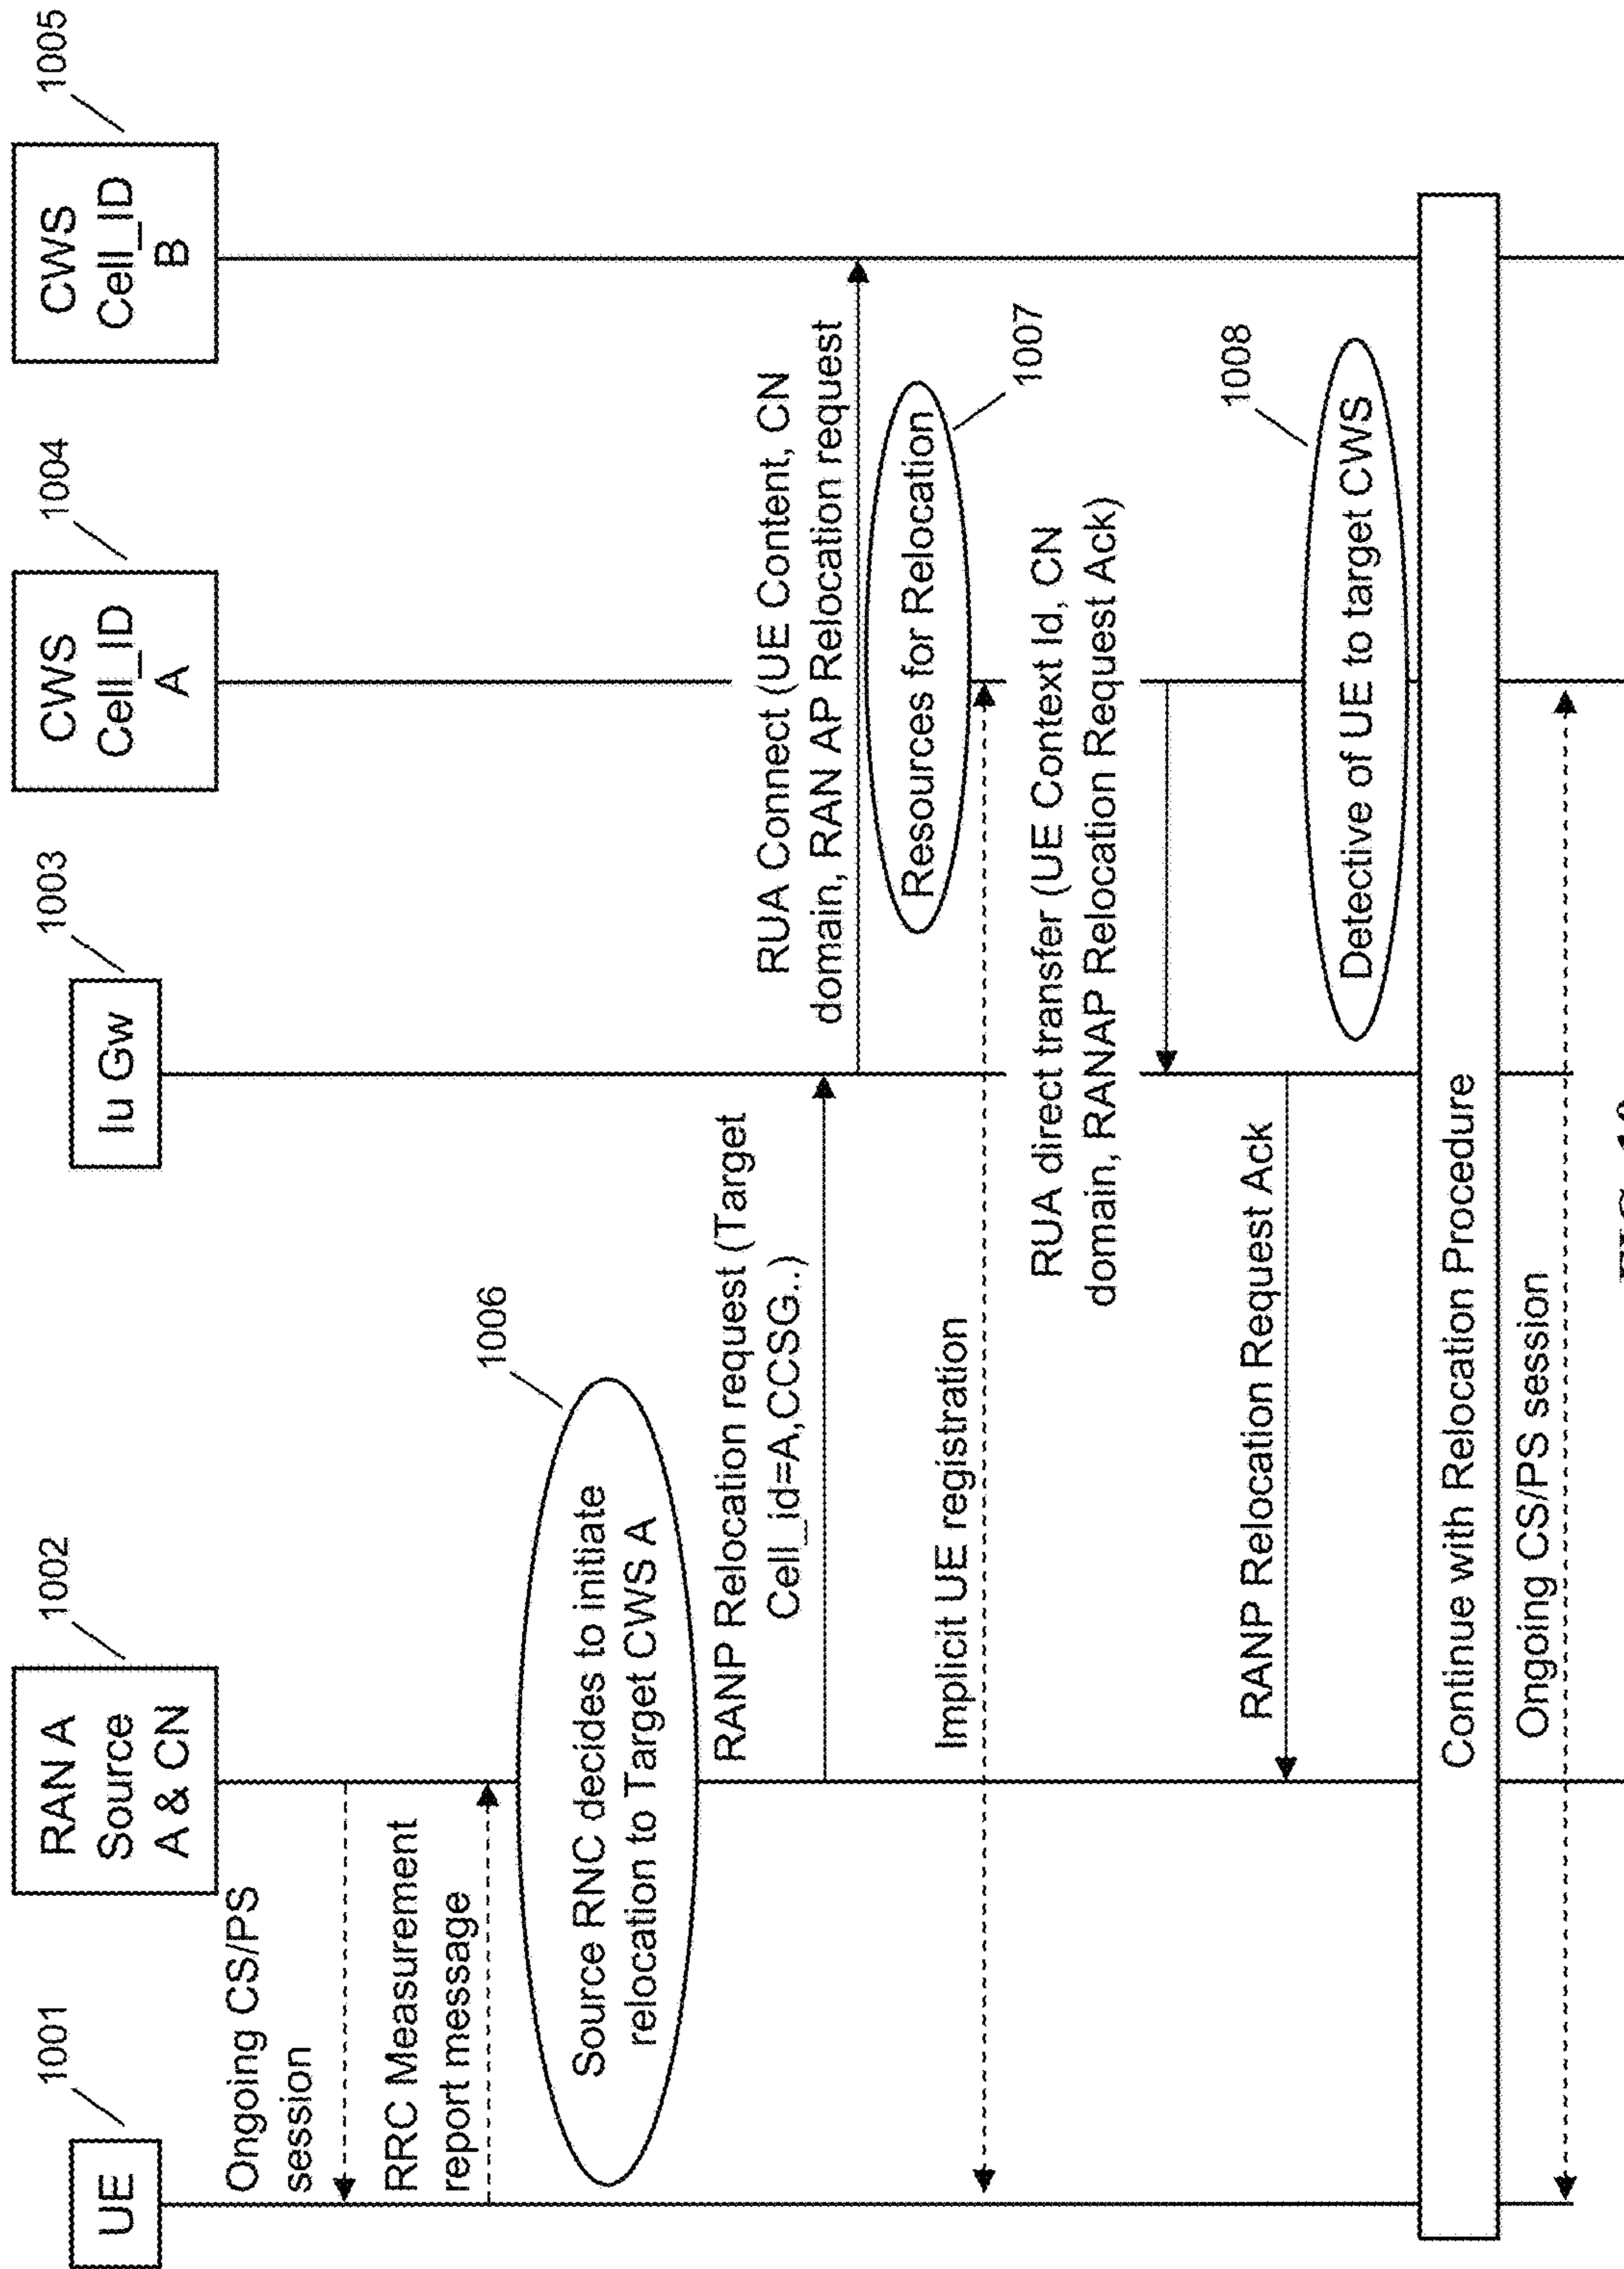 1001
UE
1002
RAN A
Source
A & CN
1003
Iu Gw
1004
CWS
Cell_ID
A
1005
CWS
Cell_ID
B
Ongoing CS/PS
session
RRC Measurement
report message
1006
Source RNC decides to initiate
relocation to Target CWS A
RANP Relocation request (Target
Cell_id=A,CCSG..)
RUA Connect (UE Content, CN
domain, RAN AP Relocation request
Resources for Relocation
1007
Implicit UE registration
RUA direct transfer (UE Context Id, CN
domain, RANAP Relocation Request Ack)
RANP Relocation Request Ack
1008
Detective of UE to target CWS
Continue with Relocation Procedure
Ongoing CS/PS session